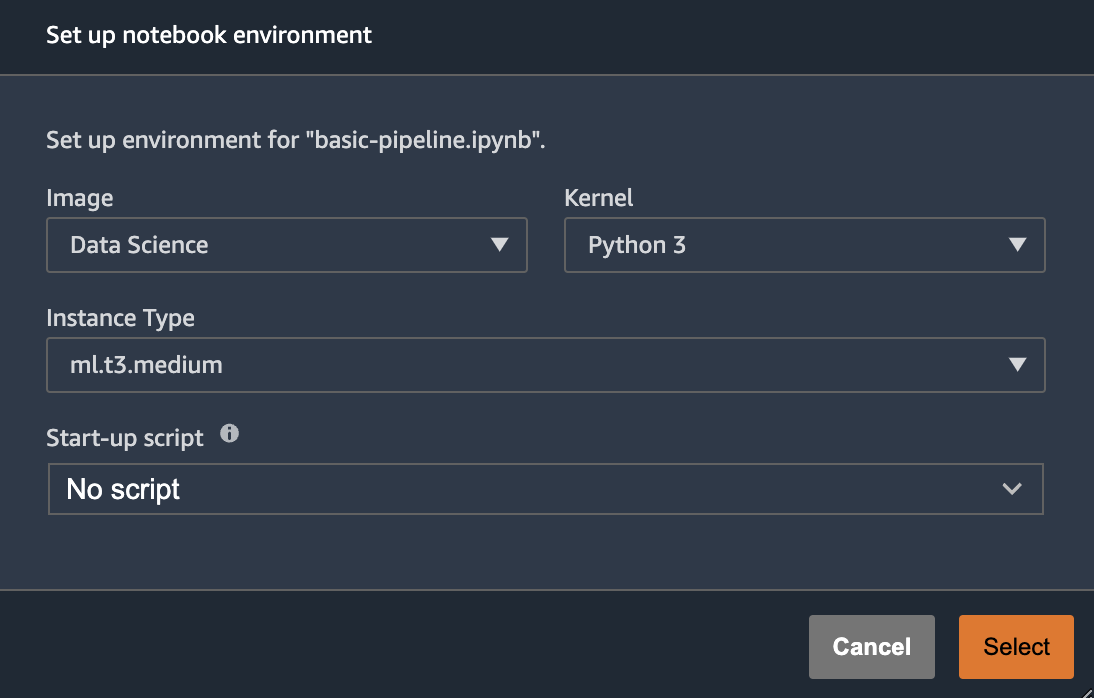 Set up notebook environment
Set up environment for "basic-pipeline.ipynb".
Image
Kernel
Data Science
Python 3
Instance Type
ml.t3.medium
Start-up script
No script
Cancel
Select